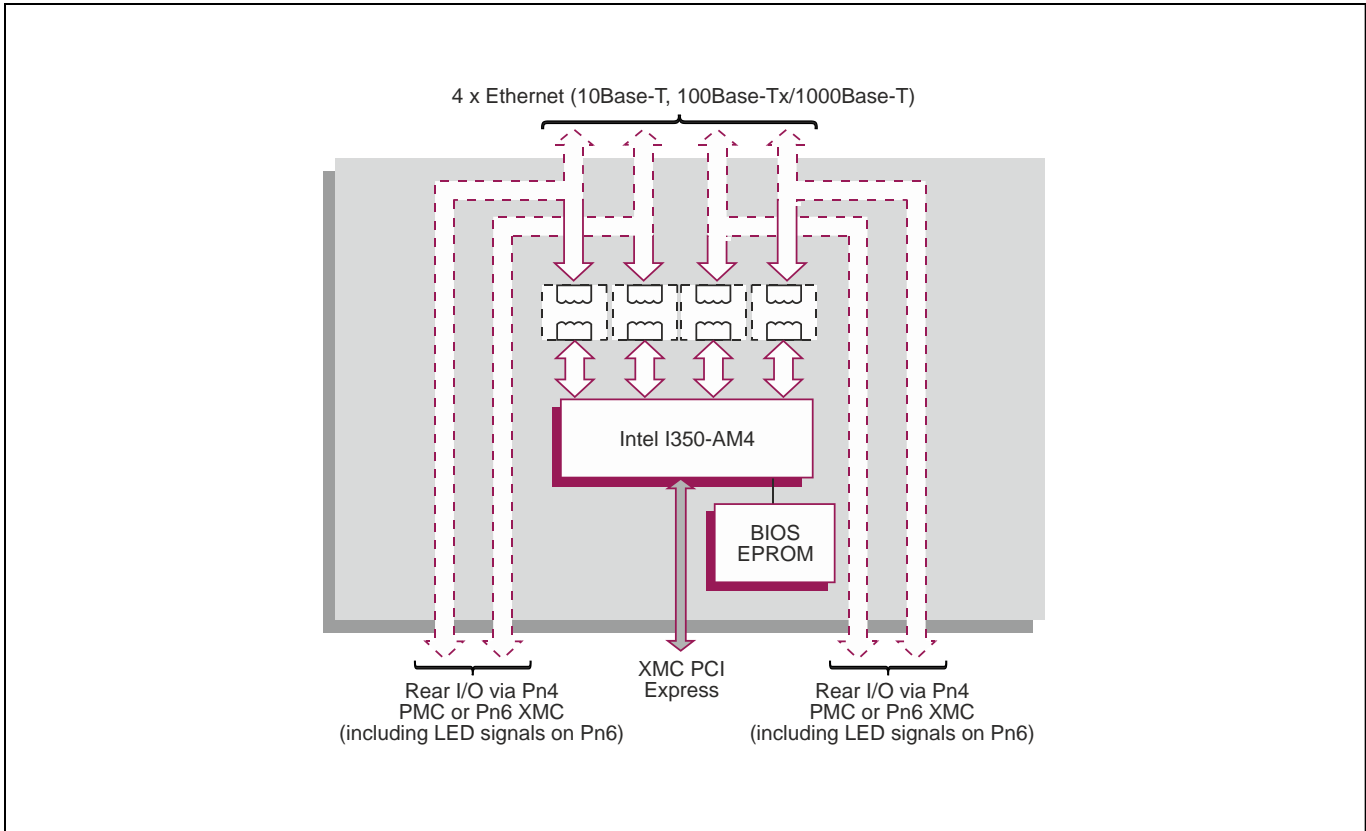 4 x Ethernet (10Base-T, 100Base-Tx/1000Base-T)
Intel I350-AM4
BIOS
EPROM
Rear I/O via Pn4
PMC or Pn6 XMC
(including LED signals on Pn6)
XMC PCI
Express
Rear I/O via Pn4
PMC or Pn6 XMC
(including LED signals on Pn6)